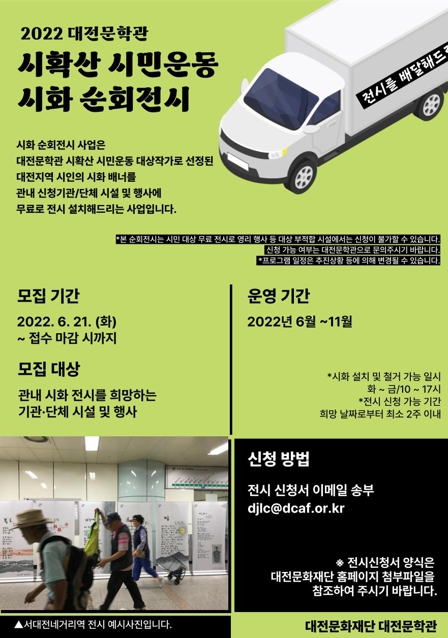 2022 대전문학관
시확산 시민운동
시화 순회전시
전시를 배달해드
시화 순회전시 사업은
대전문학관 시확산 시민운동 대상작가로 선정된
대전지역 시인의 시화 배너를
관내 신청기관/단체 시설 및 행사에
무료로 전시 설치해드리는 사업입니다.
*본 순회전시는 시민 대상 무료 전시로 영리 행사 등 대상 부적합 시설에서는 신청이 불가할 수 있습니다.
신청 가능 여부는 대전문학관으로 문의주시기 바랍니다.
*프로그램 일정은 추진상황 등에 의해 변경될 수 있습니다.
모집 기간
2022. 6. 21. (화)
~ 접수 마감 시까지
모집 대상
관내 시화 전시를 희망하는
기관·단체 시설 및 행사
운영 기간
2022년 6월 ~11월
*시화 설치 및 철거 가능 일시
화 ~ 금/10 ~ 17시
*전시 신청 가능 기간
희망 날짜로부터 최소 2주 이내
신청 방법
전시 신청서 이메일 송부
djlc@dcaf.or.kr
※ 전시신청서 양식은
대전문화재단 홈페이지 첨부파일을
참조하여 주시기 바랍니다.
▲서대전네거리역 전시 예시사진입니다.
대전문화재단 대전문학관